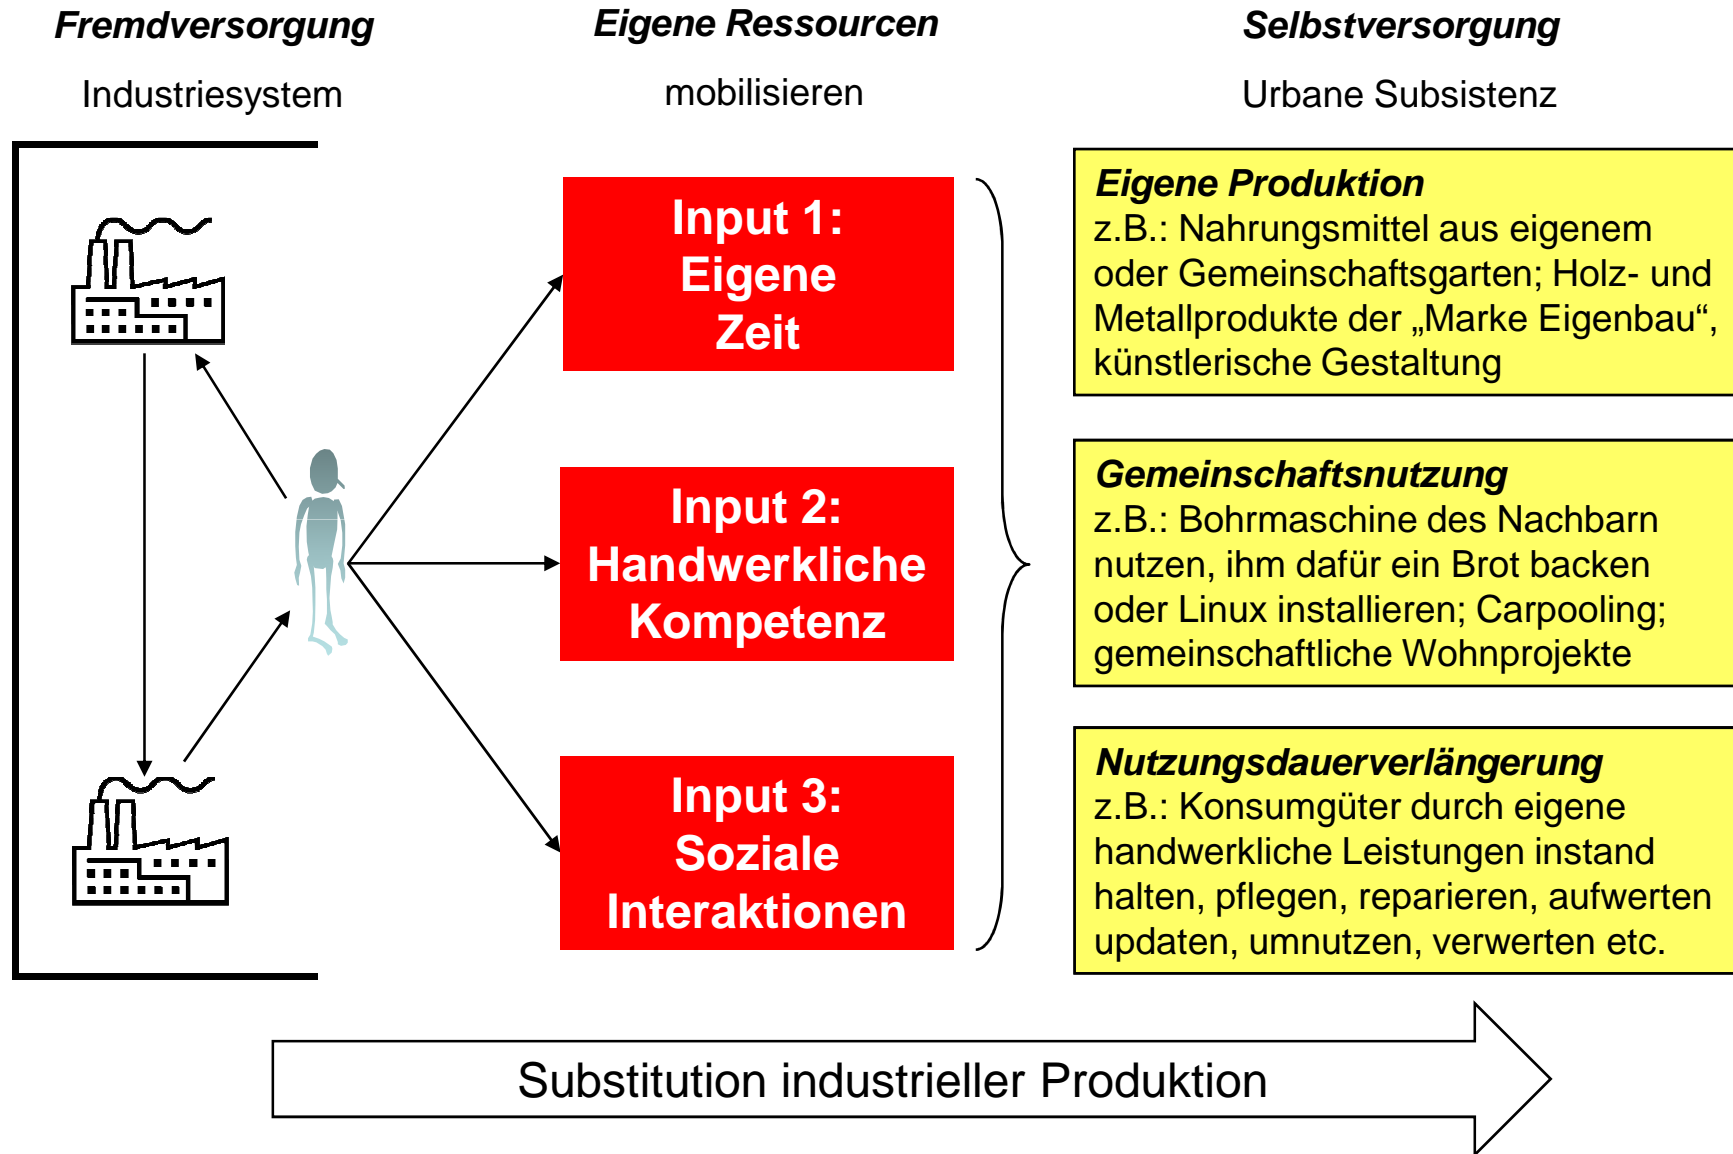 Fremdversorgung
Industriesystem
Eigene Ressourcen
mobilisieren
Selbstversorgung
Urbane Subsistenz
Input 1:
Eigene
Zeit
Input 2:
Handwerkliche
Kompetenz
Input 3:
Soziale
Interaktionen
Eigene Produktion
z.B.: Nahrungsmittel aus eigenem
oder Gemeinschaftsgarten; Holz- und
Metallprodukte der „Marke Eigenbau“,
künstlerische Gestaltung
Gemeinschaftsnutzung
z.B.: Bohrmaschine des Nachbarn
nutzen, ihm dafür ein Brot backen
oder Linux installieren; Carpooling;
gemeinschaftliche Wohnprojekte
Nutzungsdauerverlängerung
z.B.: Konsumgüter durch eigene
handwerkliche Leistungen instand
halten, pflegen, reparieren, aufwerten
updaten, umnutzen, verwerten etc.
Substitution industrieller Produktion